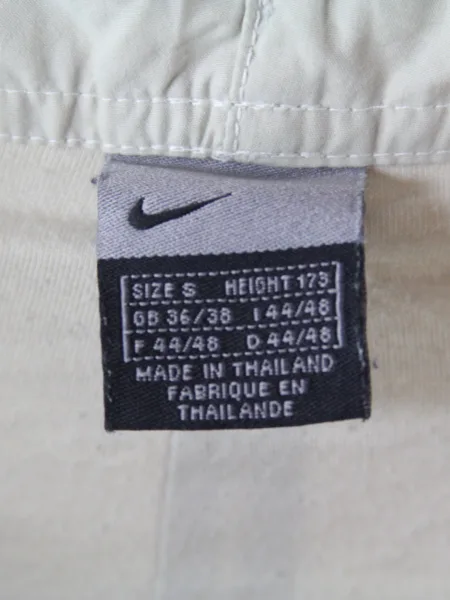 SIZE S HEIGHT 173
GB 36/38 I 44/48
F 44/48 D 44/48
MADE IN THAILAND
FABRIQUE EN
THAILANDE